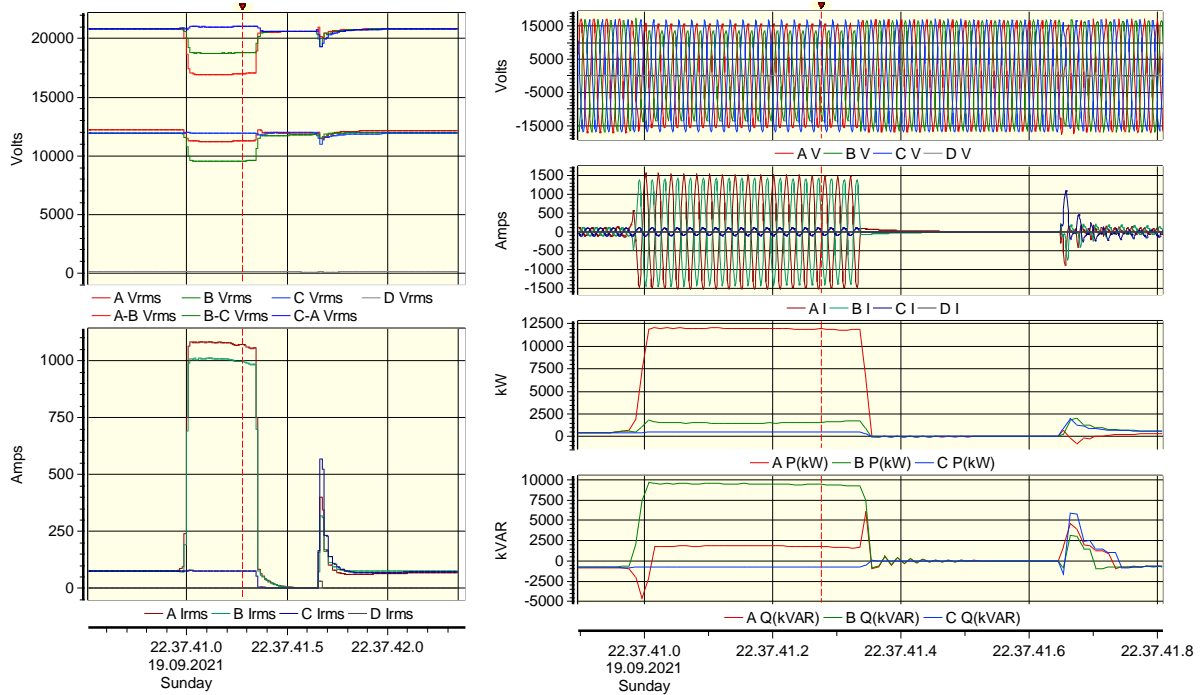 20000
15000
10000
5000
0
Volts
A Vrms B Vrms C Vrms D Vrms
A-B Vrms B-C Vrms C-A Vrms
1000
750
500
250
0
Amps
A Irms B Irms C Irms D Irms
22.37.41.0 22.37.41.5 22.37.42.0
19.09.2021
Sunday
15000
5000
-5000
-15000
Volts
A V B V C V D V
1500
1000
500
0
-500
-1000
-1500
Amps
A I B I C I D I
12500
10000
7500
5000
2500
0
kW
A P(kW) B P(kW) C P(kW)
10000
7500
5000
2500
0
-2500
-5000
kVAR
A Q(kVAR) B Q(kVAR) C Q(kVAR)
22.37.41.0 22.37.41.2 22.37.41.4 22.37.41.6 22.37.41.8
19.09.2021
Sunday